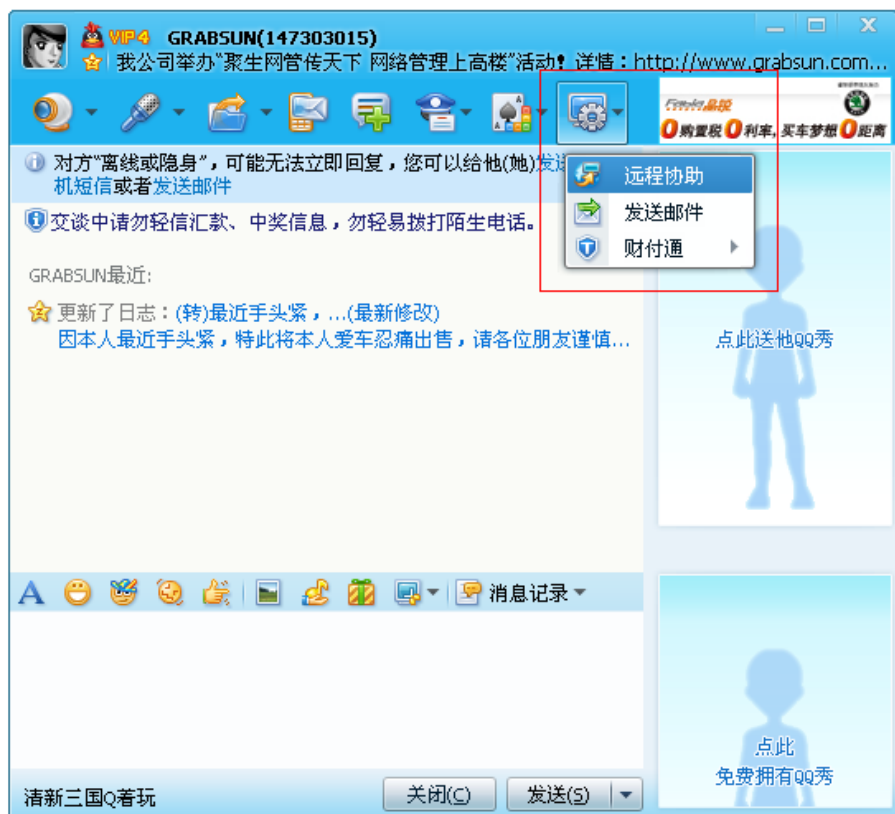 VIP4 GRABSUN(147303015)
我公司举办"聚生网管传天下 网络管理上高楼"活动! 详情：http://www.grabsun.com...
0购置税0利率，买车梦想0距离
对方"离线或隐身"，可能无法立即回复，您可以给他(她)发送
机短信或者发送邮件
远程协助
发送邮件
财付通
交谈中请勿轻信汇款、中奖信息，勿轻易拨打陌生电话。
GRABSUN最近:
更新了日志：(转)最近手头紧，...(最新修改)
因本人最近手头紧，特此将本人爱车忍痛出售，请各位朋友谨慎...
点此送他QQ秀
A
消息记录
点此
免费拥有QQ秀
清新三国Q着玩
关闭(C)
发送(S)